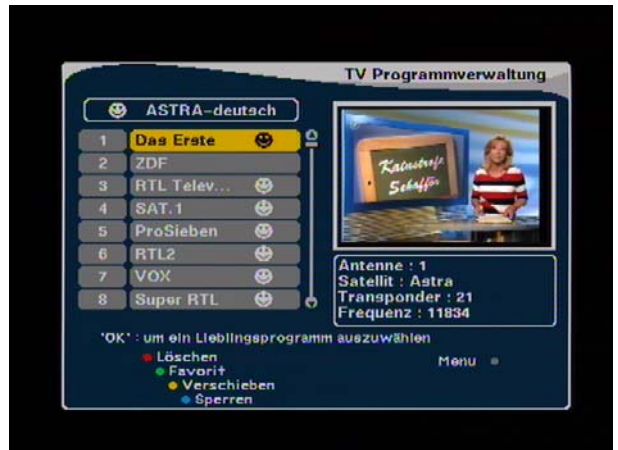 TV Programmverwaltung
ASTRA-deutsch
1 Das Erste
2 ZDF
3 RTL Telev...
4 SAT.1
5 ProSieben
6 RTL2
7 VOX
8 Super RTL
Katastrofe
Schafför
Antenne : 1
Satellit : Astra
Transponder : 21
Frequenz : 11834
'OK' : um ein Lieblingsprogramm auszuwählen
Löschen
Favorit
Verschieben
Sperren
Menu